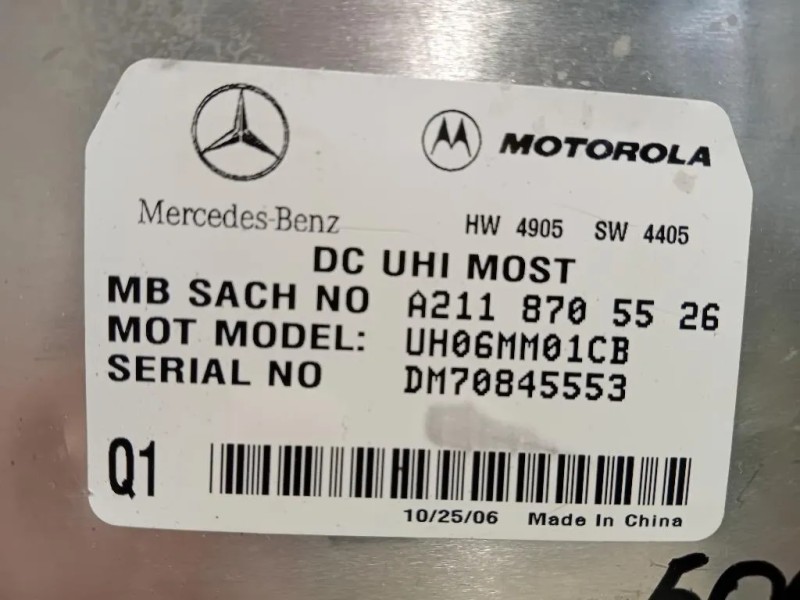 MOTOROLA
Mercedes-Benz
HW 4905 SW 4405
DC UHI MOST
MB SACH NO A211 870 55 26
MOT MODEL: UH06MM01CB
SERIAL NO DM70845553
Q1
10/25/06 Made In China